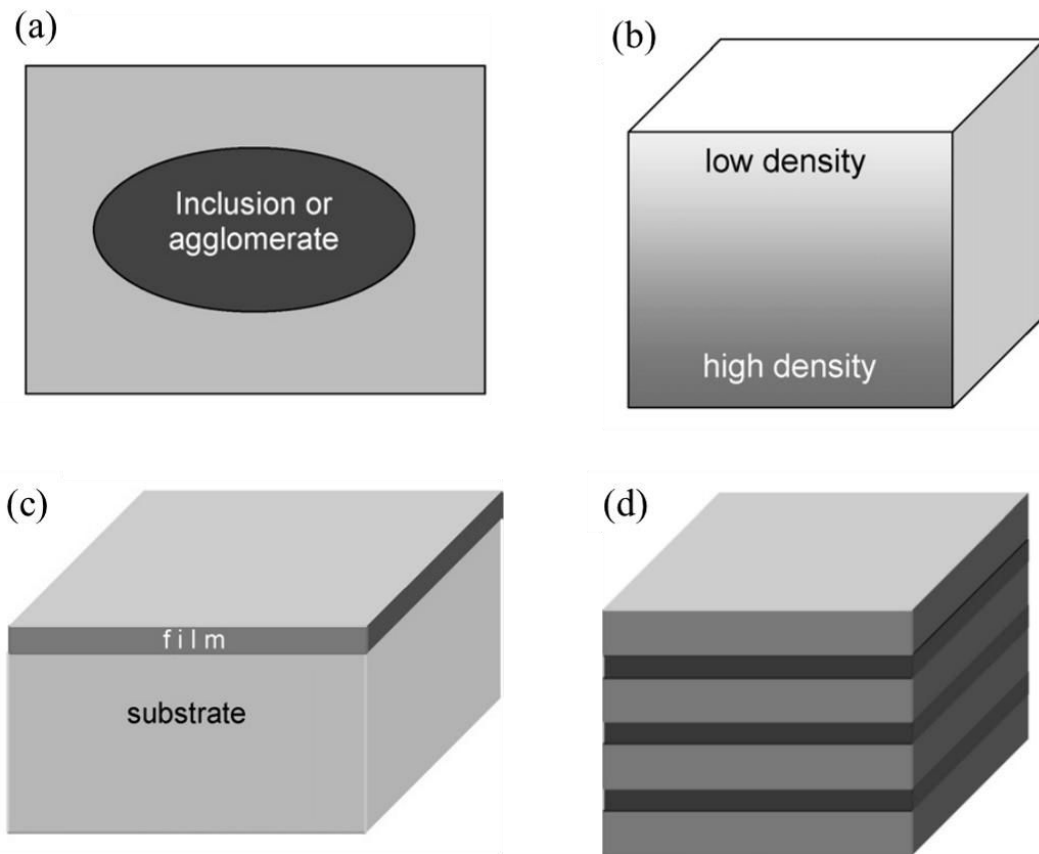 (a)
Inclusion or
agglomerate
(b)
low density
high density
(c)
film
substrate
(d)